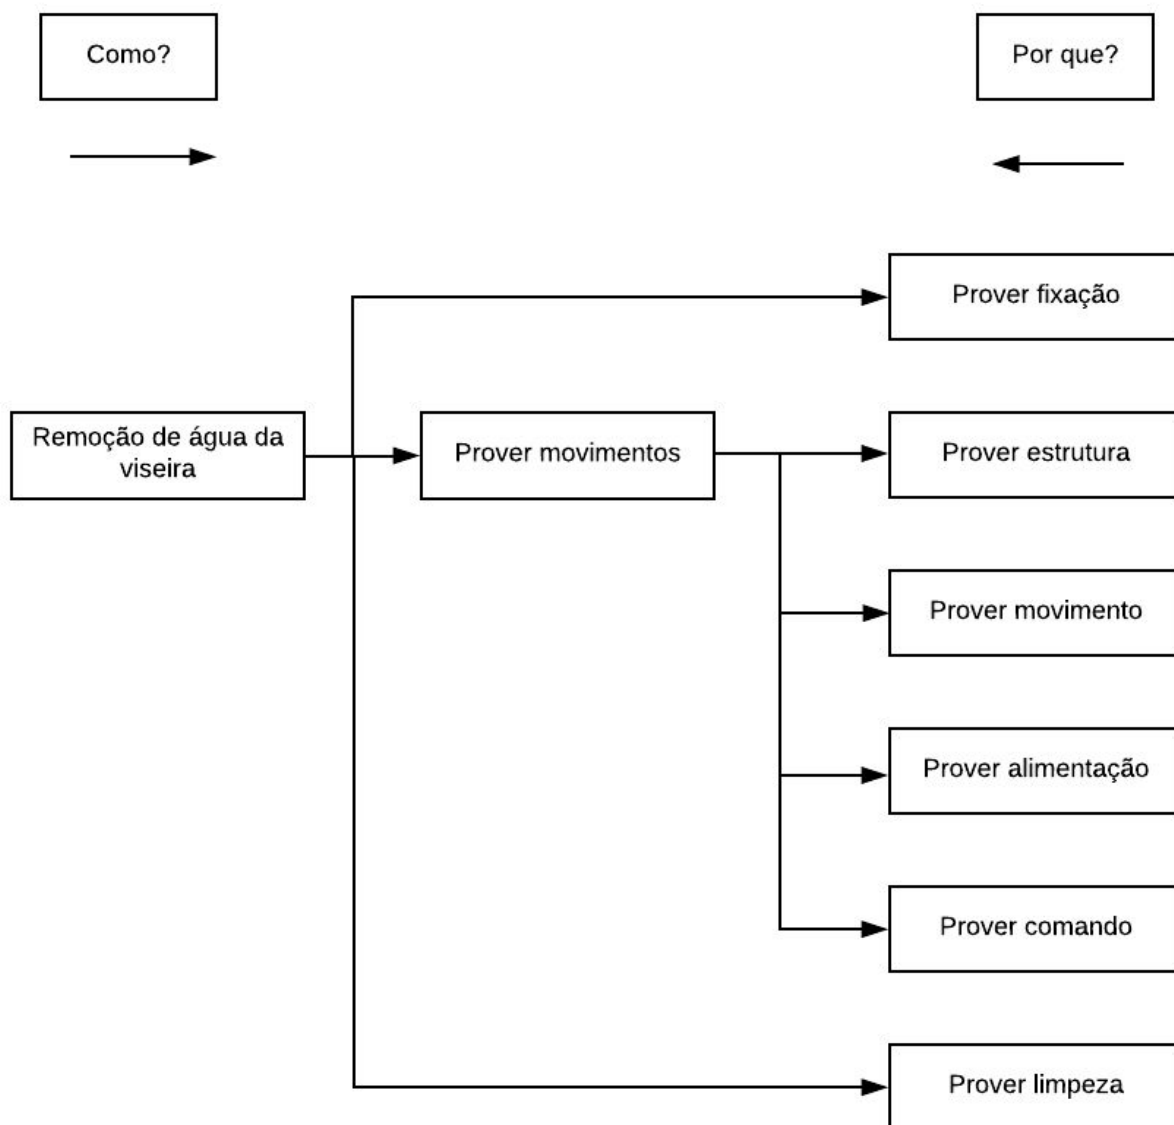 Como?
Por que?
Prover fixação
Remoção de água da
viseira
Prover movimentos
Prover estrutura
Prover movimento
Prover alimentação
Prover comando
Prover limpeza